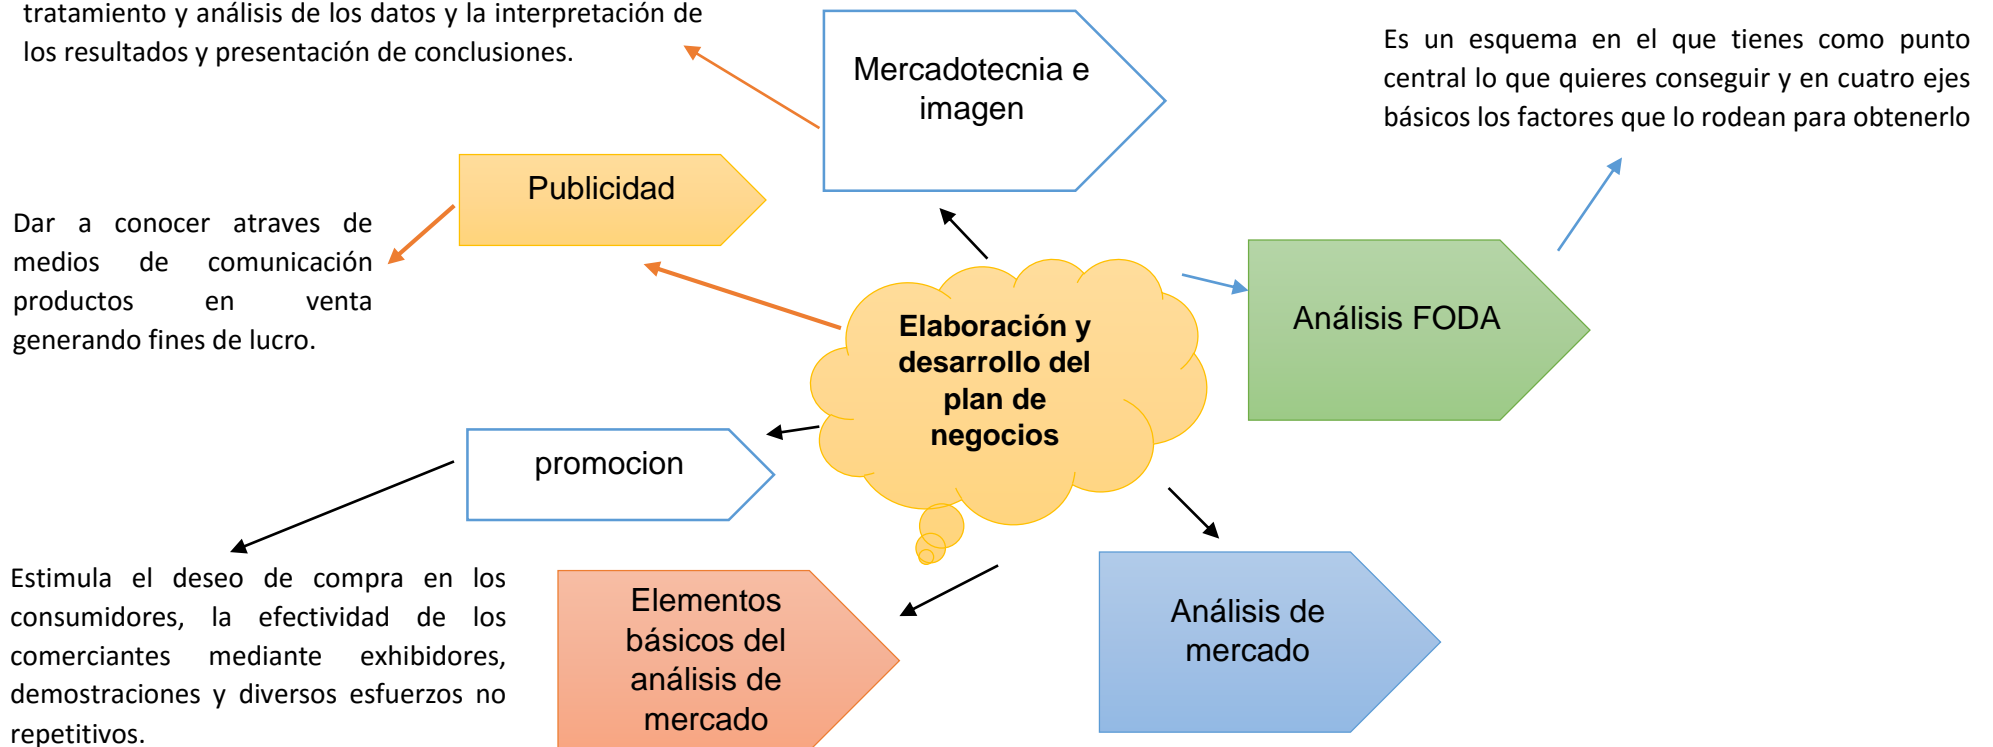 tratamiento y análisis de los datos y la interpretación de
los resultados y presentación de conclusiones.
Mercadotecnia e
imagen
Es un esquema en el que tienes como punto
central lo que quieres conseguir y en cuatro ejes
básicos los factores que lo rodean para obtenerlo
Publicidad
Dar a conocer atraves de
medios de comunicación
productos en venta
generando fines de lucro.
Elaboración y
desarrollo del
plan de
negocios
Análisis FODA
promocion
Estimula el deseo de compra en los
consumidores, la efectividad de los
comerciantes mediante exhibidores,
demostraciones y diversos esfuerzos no
repetitivos.
Elementos
básicos del
análisis de
mercado
Análisis de
mercado